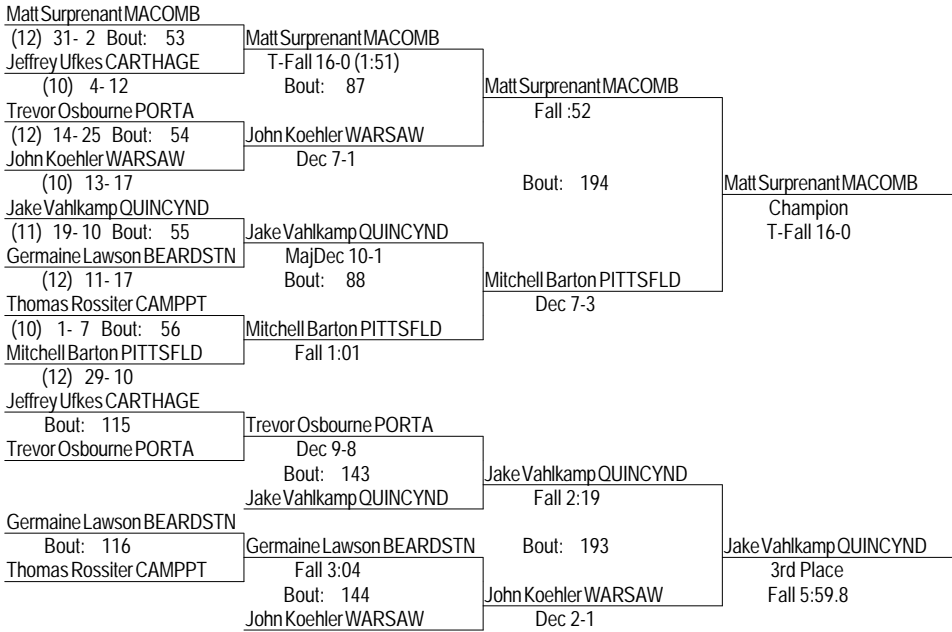 Matt Surprenant MACOMB
(12) 31- 2 Bout: 53
Matt Surprenant MACOMB
Jeffrey Ufkes CARTHAGE
T-Fall 16-0 (1:51)
(10) 4- 12
Bout: 87
Matt Surprenant MACOMB
Trevor Osbourne PORTA
Fall :52
(12) 14- 25 Bout: 54
John Koehler WARSAW
John Koehler WARSAW
Dec 7-1
(10) 13- 17
Bout: 194
Matt Surprenant MACOMB
Jake Vahlkamp QUINCYND
Champion
(11) 19- 10 Bout: 55
Jake Vahlkamp QUINCYND
T-Fall 16-0
Germaine Lawson BEARDSTN
MajDec 10-1
(12) 11- 17
Bout: 88
Mitchell Barton PITTSFLD
Thomas Rossiter CAMPPT
Dec 7-3
(10) 1- 7 Bout: 56
Mitchell Barton PITTSFLD
Mitchell Barton PITTSFLD
Fall 1:01
(12) 29- 10
Jeffrey Ufkes CARTHAGE
Bout: 115
Trevor Osbourne PORTA
Trevor Osbourne PORTA
Dec 9-8
Bout: 143
Jake Vahlkamp QUINCYND
Jake Vahlkamp QUINCYND
Fall 2:19
Germaine Lawson BEARDSTN
Bout: 116
Germaine Lawson BEARDSTN
Bout: 193
Jake Vahlkamp QUINCYND
Thomas Rossiter CAMPPT
Fall 3:04
3rd Place
Bout: 144
John Koehler WARSAW
Fall 5:59.8
John Koehler WARSAW
Dec 2-1